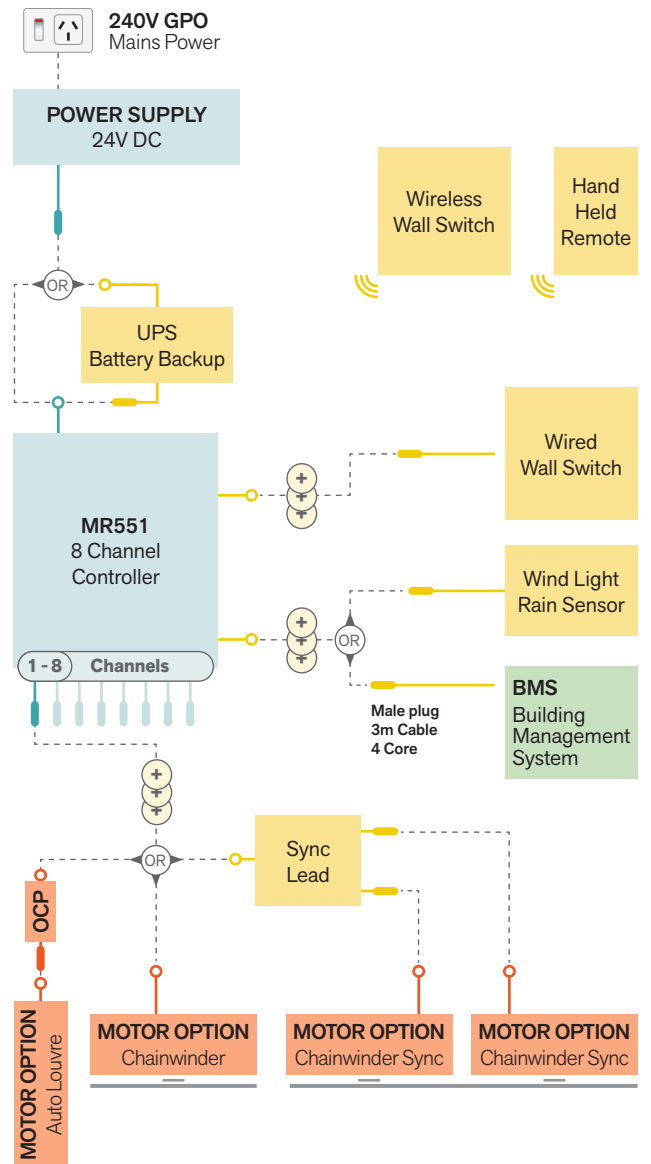 240V GPO
Mains Power
POWER SUPPLY
24V DC
Wireless
Wall Switch
Hand
Held
Remote
OR
UPS
Battery Backup
Wired
Wall Switch
MR551
8 Channel
Controller
+
+
+
Wind Light
Rain Sensor
+
+
+
OR
1 - 8 Channels
BMS
Building
Management
System
Male plug
3m Cable
4 Core
+
+
+
OR
Sync
Lead
OCP
MOTOR OPTION
Auto Louvre
MOTOR OPTION
Chainwinder
MOTOR OPTION
Chainwinder Sync
MOTOR OPTION
Chainwinder Sync